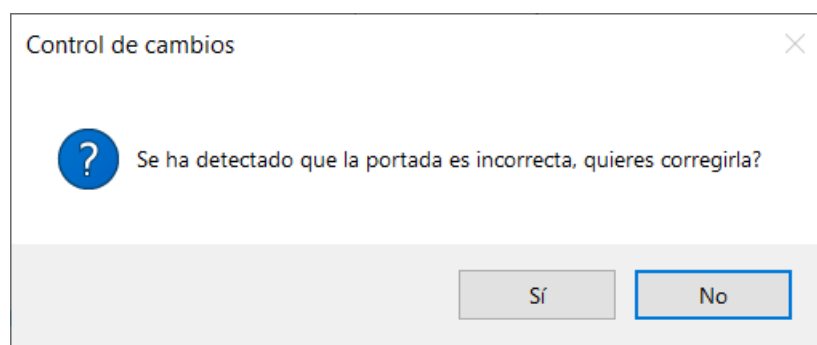 Control de cambios
Se ha detectado que la portada es incorrecta, quieres corregirla?
Sí
No